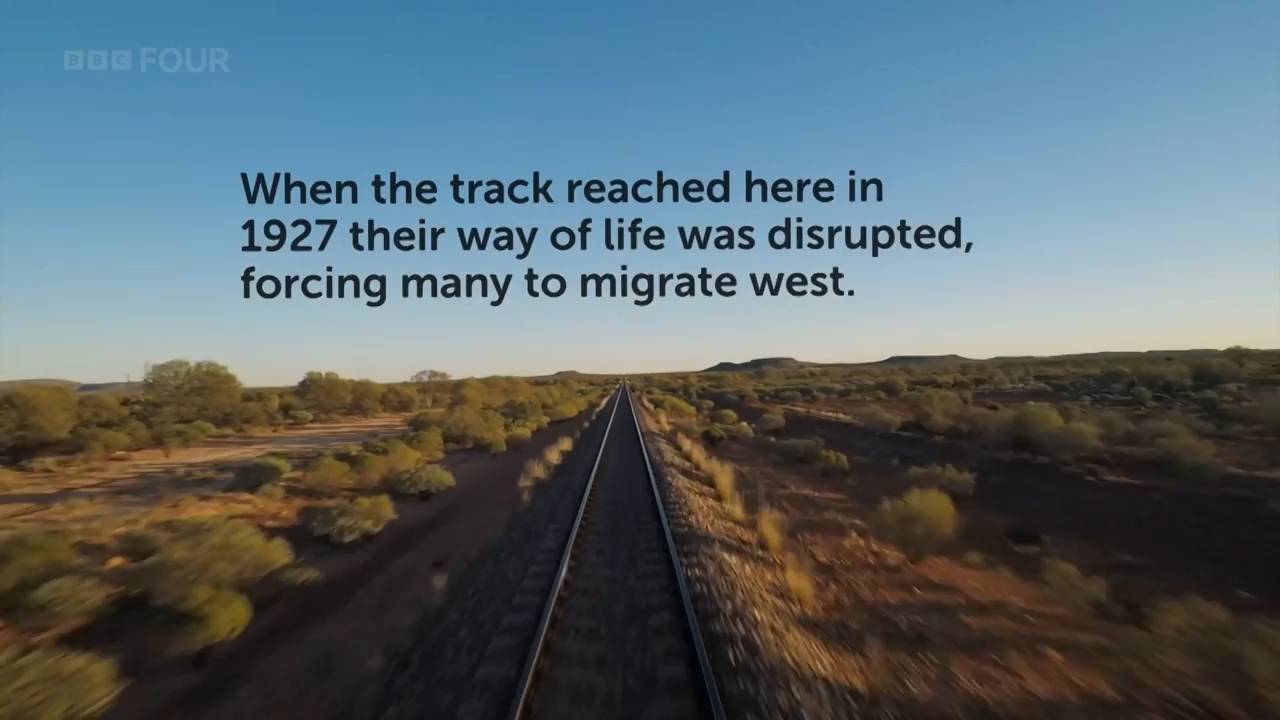 BBC FOUR
When the track reached here in
1927 their way of life was disrupted,
forcing many to migrate west.